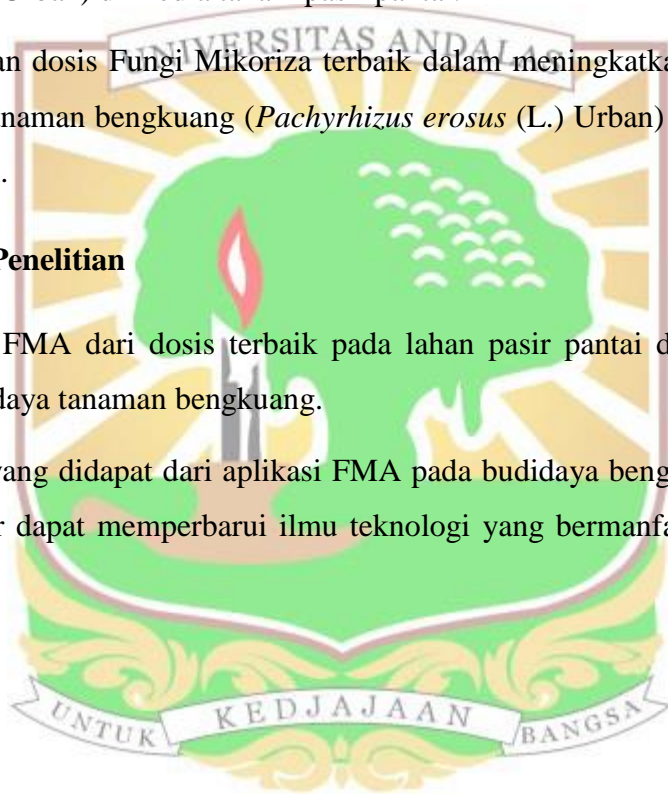 UNIVERSITAS ANDALAS
an dosis Fungi Mikoriza terbaik dalam meningkatka
naman bengkuang (Pachyrhizus erosus (L.) Urban)
.
Penelitian
FMA dari dosis terbaik pada lahan pasir pantai d
daya tanaman bengkuang.
yang didapat dari aplikasi FMA pada budidaya beng
r dapat memperbarui ilmu teknologi yang bermanfa
UNTUK KEDJAJAAN BANGSA